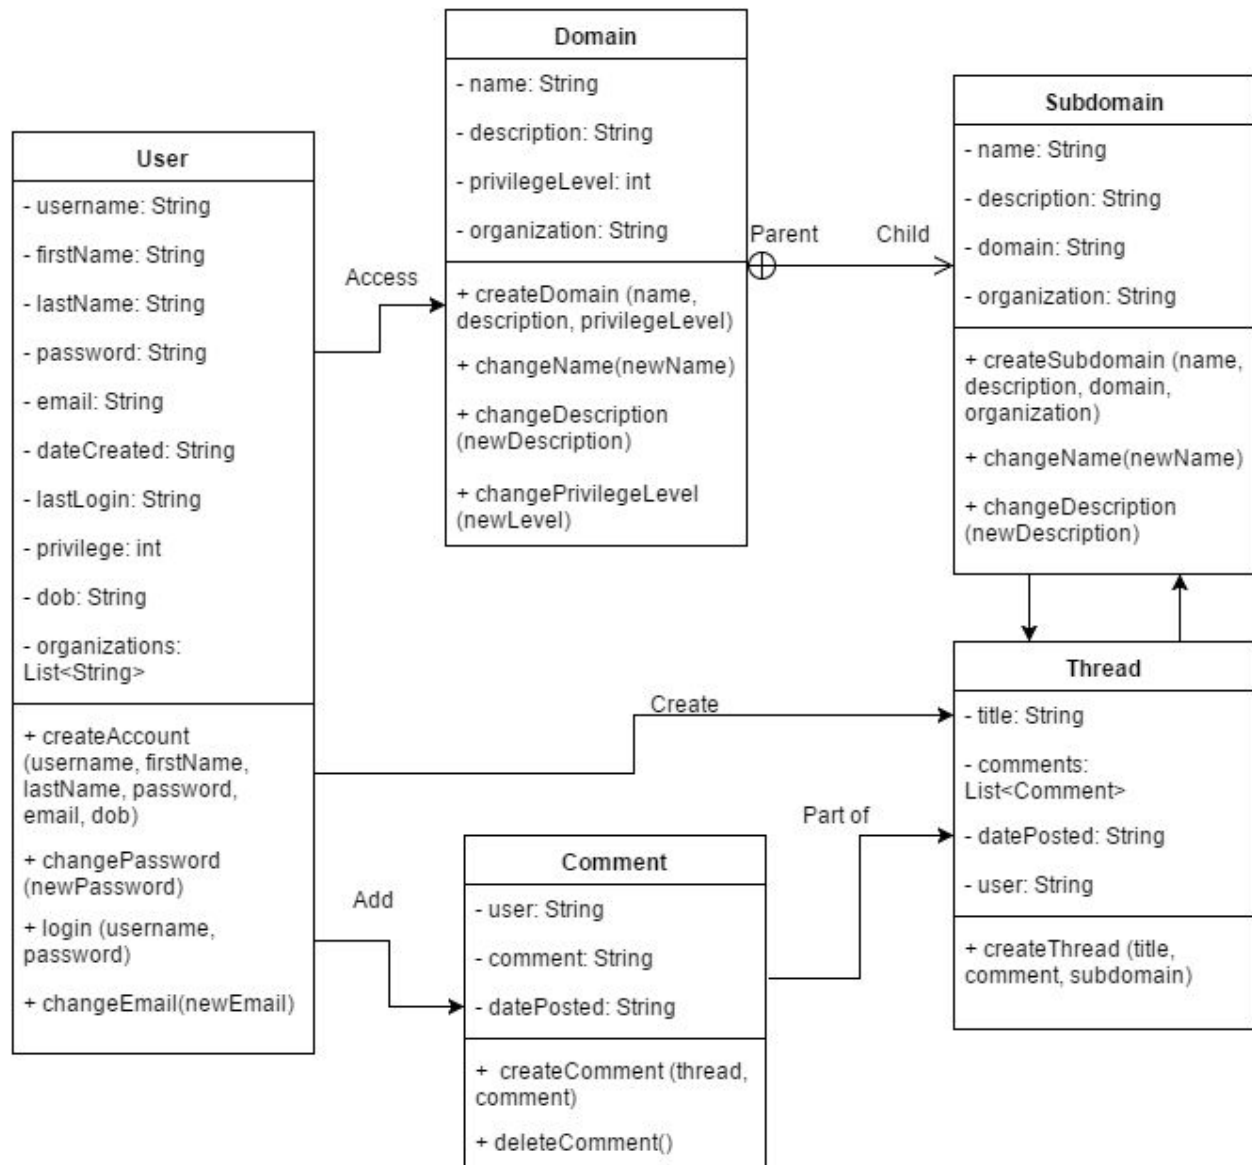 Domain
- name: String
- description: String
- privilegeLevel: int
- organization: String
+ createDomain (name,
description, privilegeLevel)
+ changeName(newName)
+ changeDescription
(newDescription)
+ changePrivilegeLevel
(newLevel)
Subdomain
- name: String
- description: String
- domain: String
- organization: String
+ createSubdomain (name,
description, domain,
organization)
+ changeName(newName)
+ changeDescription
(newDescription)
User
- username: String
- firstName: String
- lastName: String
- password: String
- email: String
- dateCreated: String
- lastLogin: String
- privilege: int
- dob: String
- organizations:
List<String>
+ createAccount
(username, firstName,
lastName, password,
email, dob)
+ changePassword
(newPassword)
+ login (username,
password)
+ changeEmail(newEmail)
Access
Parent
Child
Create
Add
Part of
Thread
- title: String
- comments:
List<Comment>
- datePosted: String
- user: String
+ createThread (title,
comment, subdomain)
Comment
- user: String
- comment: String
- datePosted: String
+ createComment (thread,
comment)
+ deleteComment()